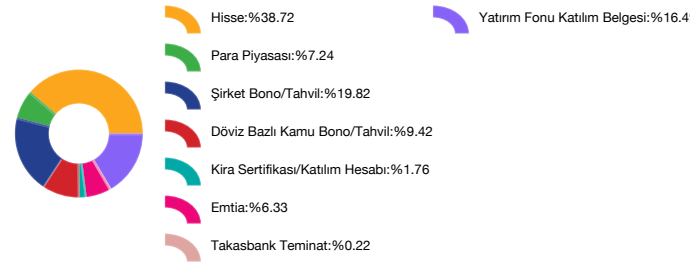 Hisse:%38.72
Para Piyasası:%7.24
Şirket Bono/Tahvil:%19.82
Döviz Bazlı Kamu Bono/Tahvil:%9.42
Kira Sertifikası/Katılım Hesabı:%1.76
Emtia:%6.33
Takasbank Teminat:%0.22
Yatırım Fonu Katılım Belgesi:%16.4